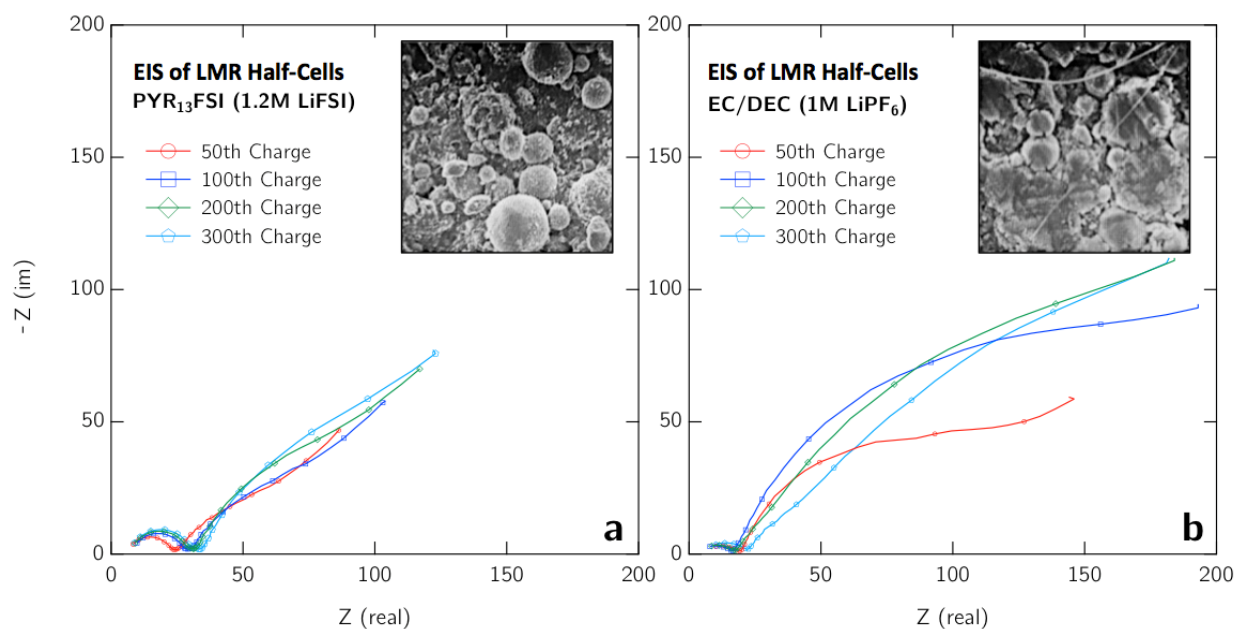 200
150
100
50
0
- Z (im)
EIS of LMR Half-Cells
PYR₁₃FSI (1.2M LiFSI)
50th Charge
100th Charge
200th Charge
300th Charge
a
0 50 100 150 200
Z (real)
200
150
100
50
0
EIS of LMR Half-Cells
EC/DEC (1M LiPF₆)
50th Charge
100th Charge
200th Charge
300th Charge
b
0 50 100 150 200
Z (real)